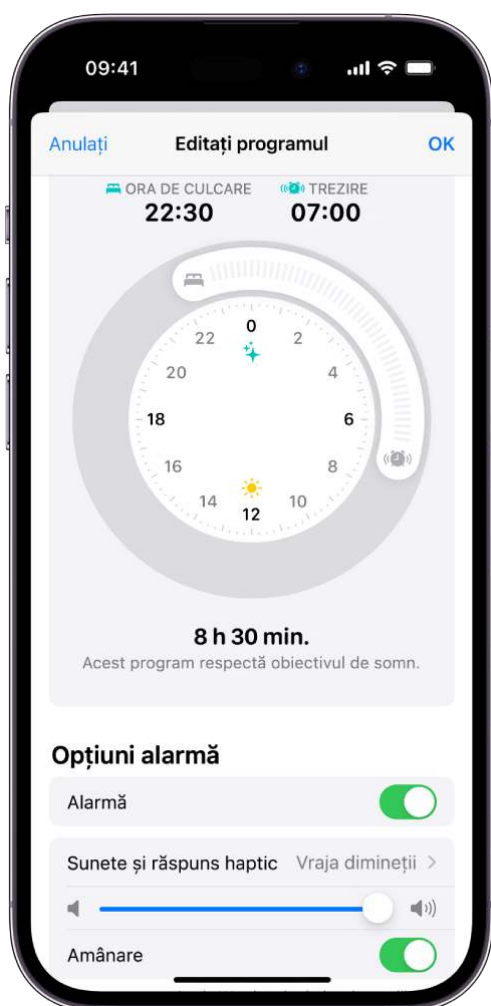 09:41
Anulați Editați programul OK
ORA DE CULCARE TREZIRE
22:30 07:00
0
22 2
20 4
18 6
16 8
14 10
12
8 h 30 min.
Acest program respectă obiectivul de somn.
Opțiuni alarmă
Alarmă
Sunete și răspuns haptic Vraja dimineții >
Amânare